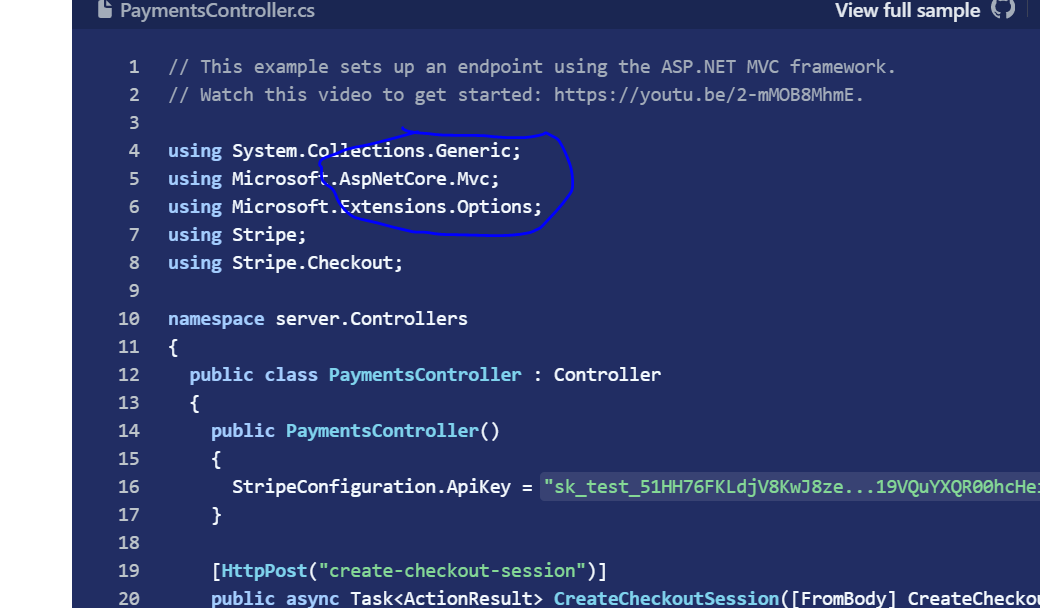 PaymentsController.cs View full sample
1 // This example sets up an endpoint using the ASP.NET MVC framework.
2 // Watch this video to get started: https://youtu.be/2-mMOB8MhmE.
3
4 using System.Collections.Generic;
5 using Microsoft.AspNetCore.Mvc;
6 using Microsoft.Extensions.Options;
7 using Stripe;
8 using Stripe.Checkout;
9
10 namespace server.Controllers
11 {
12 public class PaymentsController : Controller
13 {
14 public PaymentsController()
15 {
16 StripeConfiguration.ApiKey = "sk_test_51HH76FKLdjV8KwJ8ze...19VQuYXQR00hcHei
17 }
18
19 [HttpPost("create-checkout-session")]
20 public async Task<ActionResult> CreateCheckoutSession([FromBody] CreateCheckou